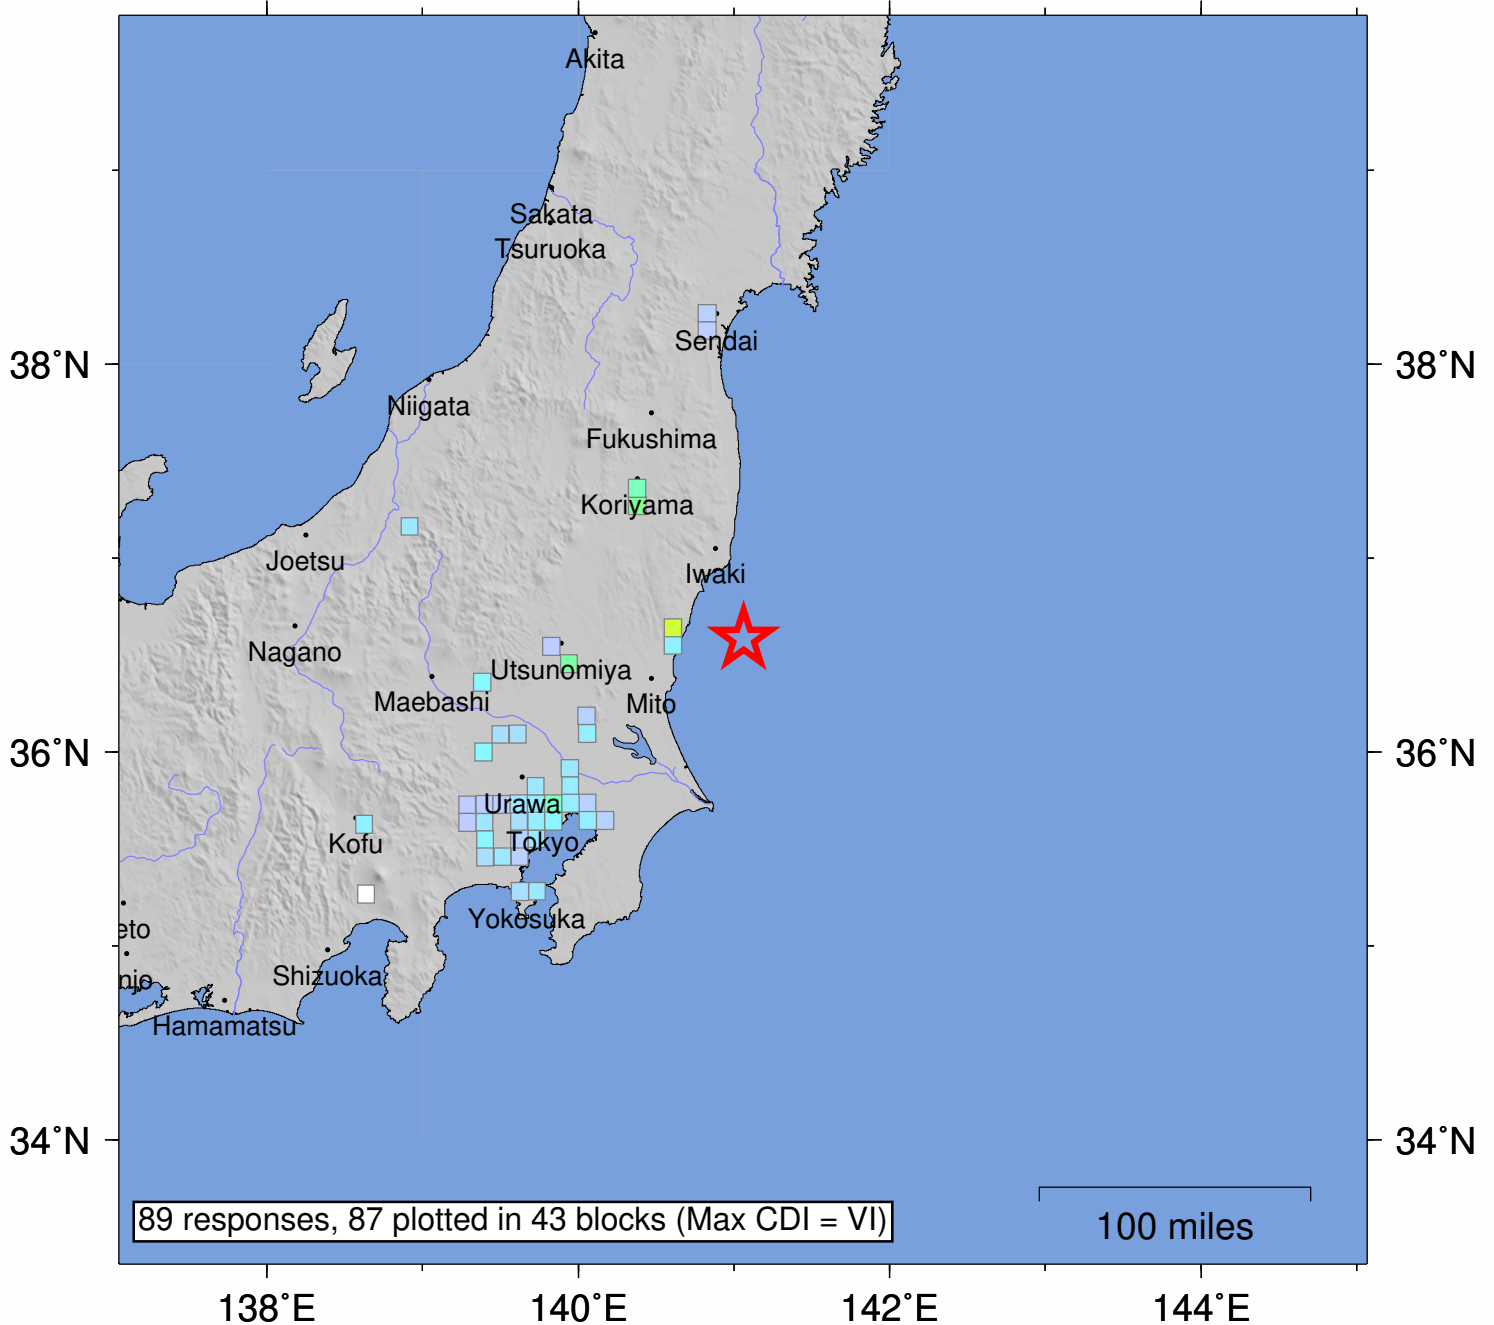 Akita
Sakata
Tsuruoka
Sendai
38°N
38°N
Niigata
Fukushima
Koriyama
Joetsu
Iwaki
Nagano
Utsunomiya
Maebashi
Mito
36°N
36°N
Urawa
Kofu
Tokyo
Yokosuka
eto
njo
Shizuoka
Hamamatsu
34°N
34°N
89 responses, 87 plotted in 43 blocks (Max CDI = VI)
100 miles
138°E
140°E
142°E
144°E